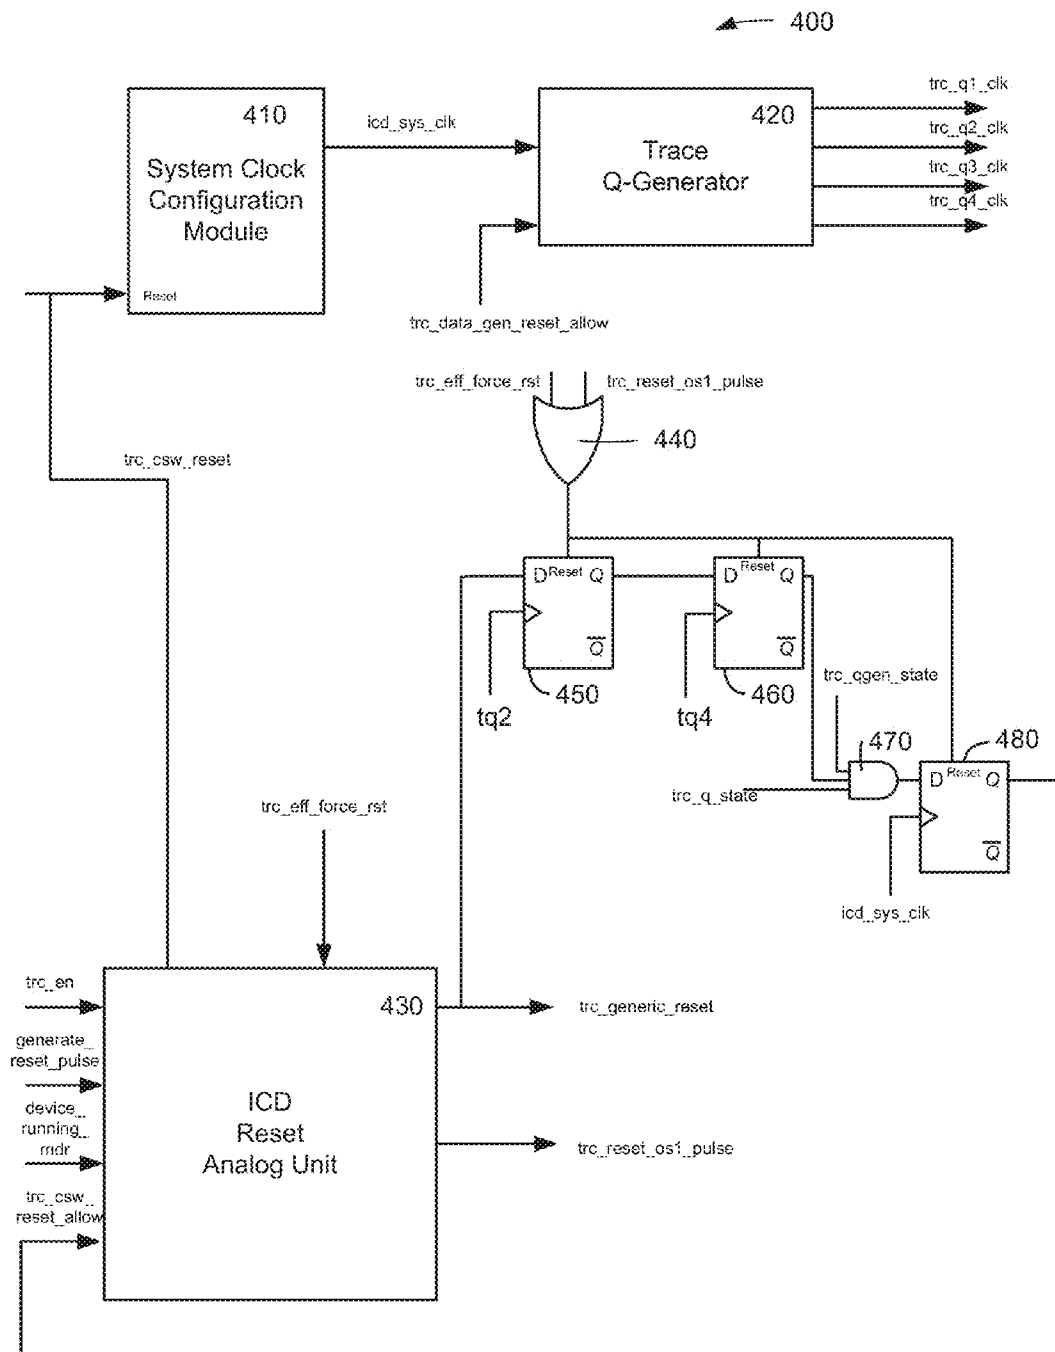 400
410
System Clock
Configuration
Module
Reset
icd_sys_clk
420
Trace
Q-Generator
trc_q1_clk
trc_q2_clk
trc_q3_clk
trc_q4_clk
trc_data_gen_reset_allow
trc_eff_force_rst
trc_reset_os1_pulse
440
trc_csw_reset
D Reset Q
Q
450
tq2
D Reset Q
Q
460
tq4
trc_qgen_state
470
480
trc_q_state
D Reset Q
Q
icd_sys_clk
trc_eff_force_rst
trc_en
generate_
reset_pulse
device_
running_
mdr
trc_csw_
reset_allow
430
ICD
Reset
Analog Unit
trc_generic_reset
trc_reset_os1_pulse